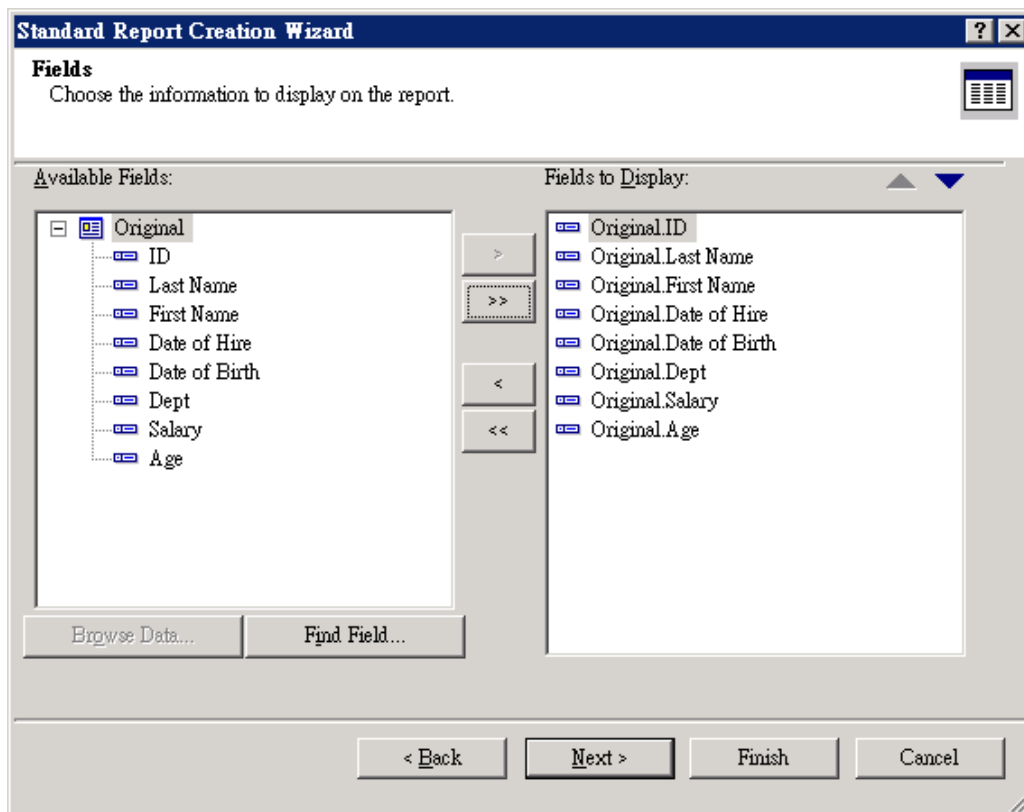 Standard Report Creation Wizard
Fields
Choose the information to display on the report.
Available Fields:
Original
ID
Last Name
First Name
Date of Hire
Date of Birth
Dept
Salary
Age
>
>>
<
<<
Fields to Display:
Original.ID
Original.Last Name
Original.First Name
Original.Date of Hire
Original.Date of Birth
Original.Dept
Original.Salary
Original.Age
Browse Data...
Find Field...
< Back
Next >
Finish
Cancel